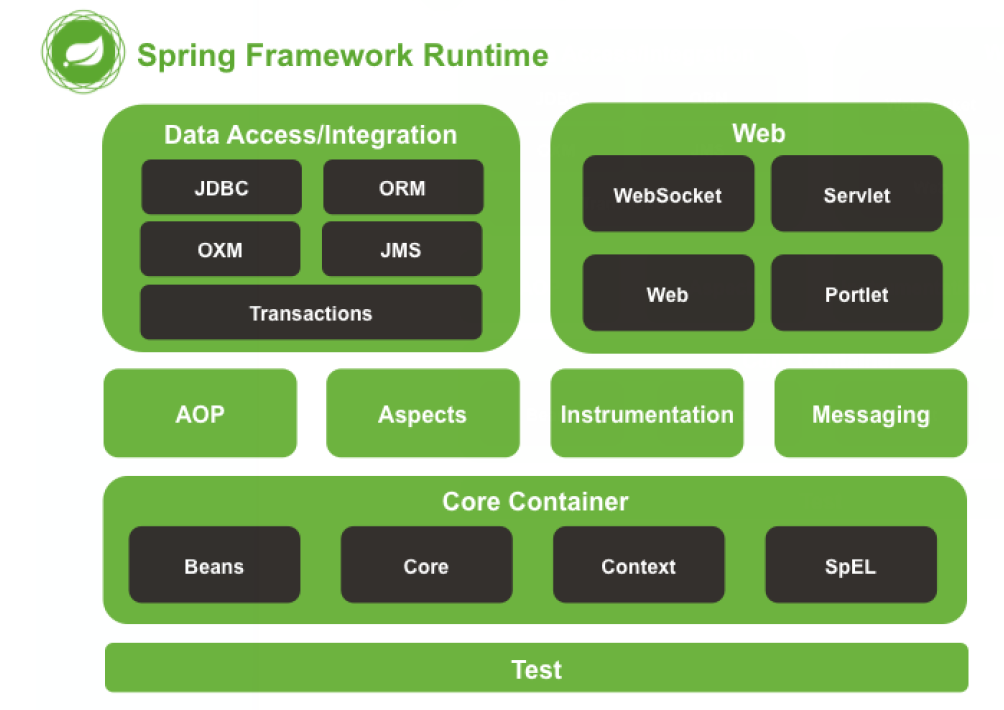 Spring Framework Runtime
Data Access/Integration
JDBC
ORM
OXM
JMS
Transactions
Web
WebSocket
Servlet
Web
Portlet
AOP
Aspects
Instrumentation
Messaging
Core Container
Beans
Core
Context
SpEL
Test